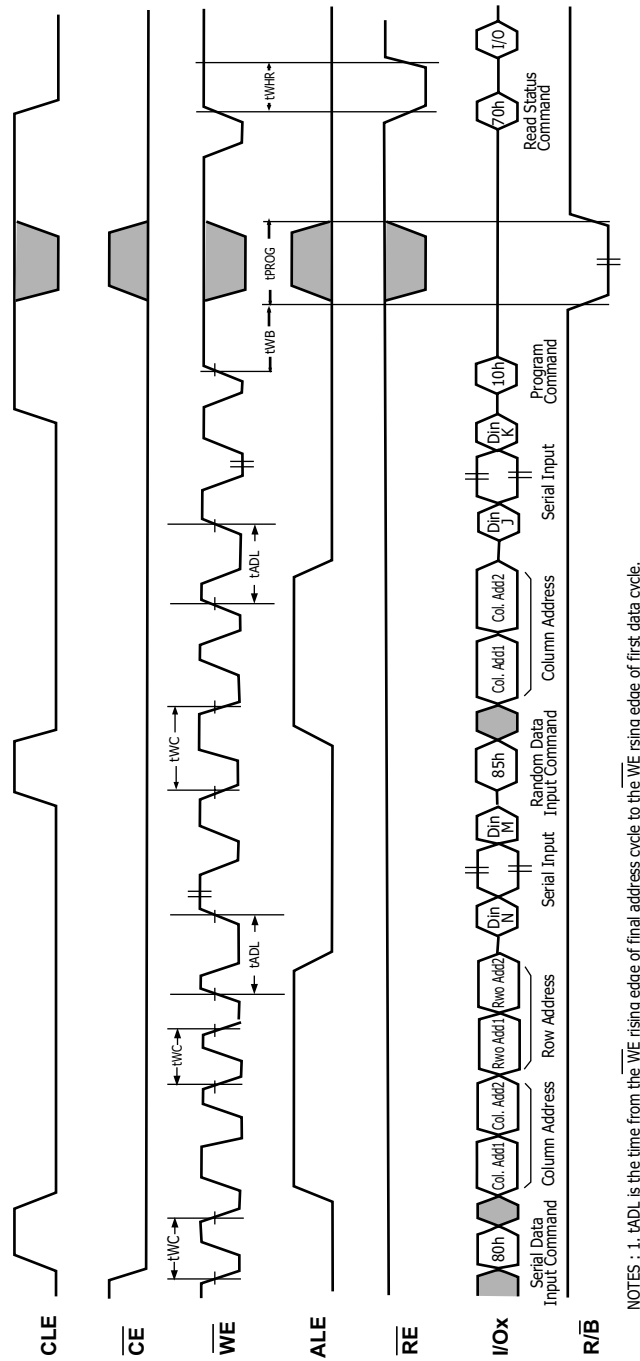 CLE
CE
WE
tWC
tWC
tADL
tWC
tADL
tWB
tPROG
tWHR
ALE
RE
I/Ox
80h
Col. Add1
Col. Add2
Rwo Add1
Rwo Add2
Din N
Din M
85h
Col. Add1
Col. Add2
Din J
Din K
10h
70h
I/O
Serial Data
Input Command
Column Address
Row Address
Serial Input
Random Data
Input Command
Column Address
Serial Input
Program
Command
Read Status
Command
R/B
NOTES : 1. tADL is the time from the WE rising edge of final address cycle to the WE rsing edge of first data cycle.